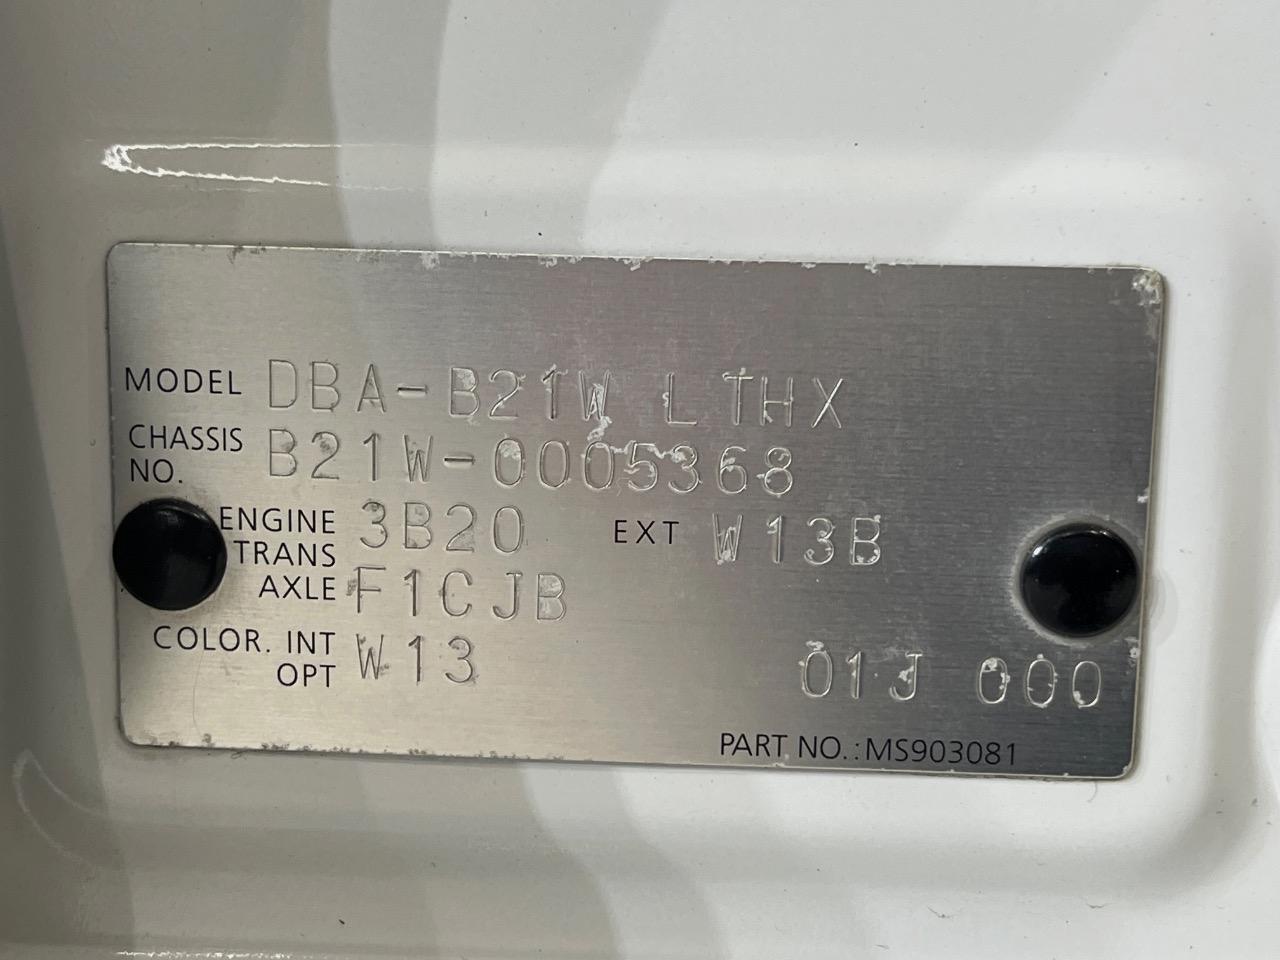 MODEL DBA-B21W LTHX
CHASSIS NO. B21W-0005368
ENGINE 3B20 EXT W13B
TRANS AXLE F1CJB
COLOR. INT W13
OPT 01J 000
PART NO.:MS903081